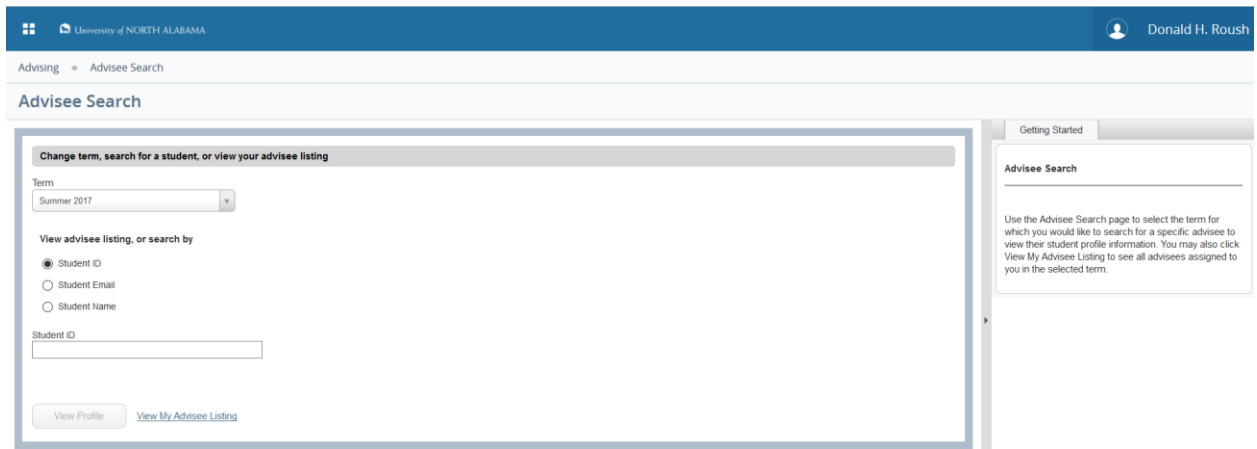 University of NORTH ALABAMA
Donald H. Roush
Advising • Advisee Search
Advisee Search
Change term, search for a student, or view your advisee listing
Term
Summer 2017
View advisee listing, or search by
Student ID
Student Email
Student Name
Student ID
View Profile
View My Advisee Listing
Getting Started
Advisee Search
Use the Advisee Search page to select the term for
which you would like to search for a specific advisee to
view their student profile information. You may also click
View My Advisee Listing to see all advisees assigned to
you in the selected term.